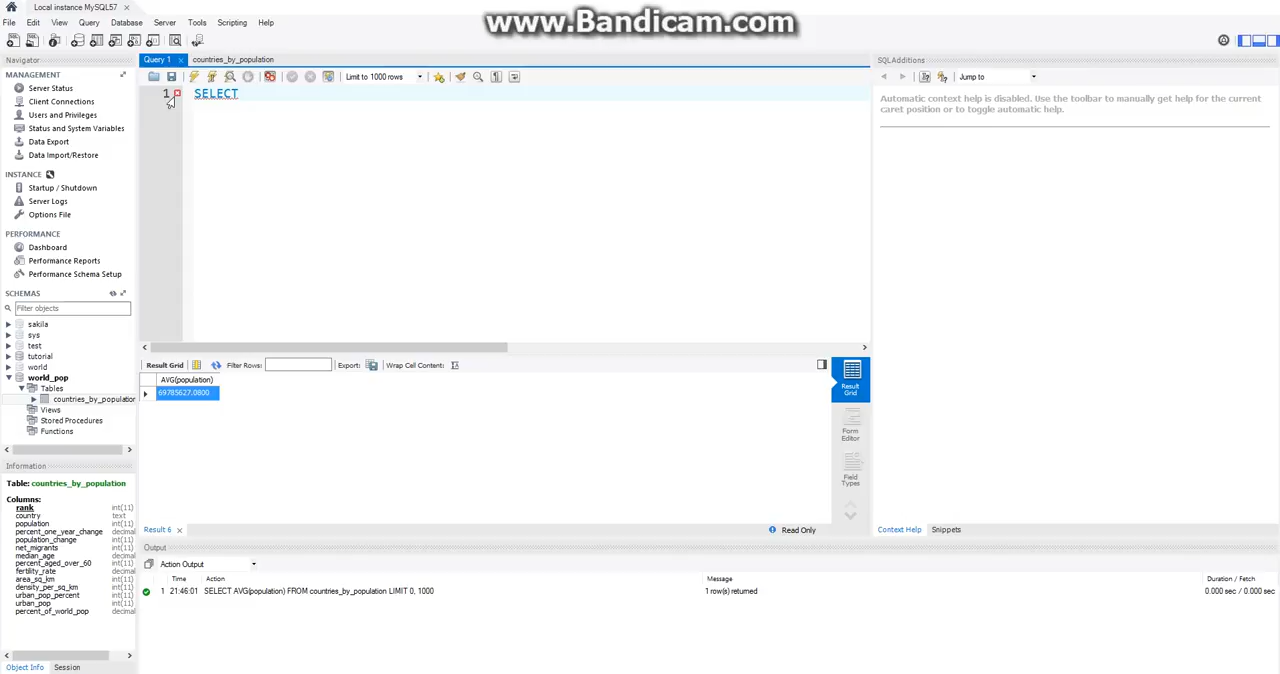 Local instance MySQL57
www.Bandicam.com
File Edit View Query Database Server Tools Scripting Help
Navigator
MANAGEMENT
Server Status
Client Connections
Users and Privileges
Status and System Variables
Data Export
Data Import/Restore
INSTANCE
Startup / Shutdown
Server Logs
Options File
PERFORMANCE
Dashboard
Performance Reports
Performance Schema Setup
SCHEMAS
Filter objects
sakila
sys
test
tutorial
world
world_pop
Tables
countries_by_population
Views
Stored Procedures
Functions
Information
Table: countries_by_population
Columns:
rank int(11)
country text
population int(11)
percent_one_year_change decimal
population_change int(11)
net_migrants int(11)
median_age decimal
percent_aged_over_60 int(11)
fertility_rate decimal
area_sq_km int(11)
density_per_sq_km int(11)
urban_pop_percent int(11)
urban_pop int(11)
percent_of_world_pop decimal
Object Info Session
Query 1 countries_by_population
Limit to 1000 rows
1 SELECT
Result Grid Filter Rows: Export: Wrap Cell Content:
AVG(population)
69785627.0800
Result Grid
Form Editor
Field Types
Result 6 Read Only
SQLAdditions
Jump to
Automatic context help is disabled. Use the toolbar to manually get help for the current
caret position or to toggle automatic help.
Context Help Snippets
Output
Action Output
Time Action Message Duration / Fetch
1 21:46:01 SELECT AVG(population) FROM countries_by_population LIMIT 0, 1000 1 row(s) returned 0.000 sec / 0.000 sec